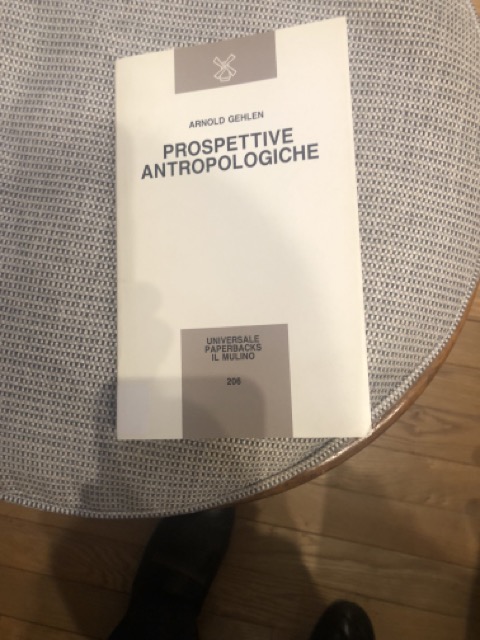 ARNOLD GEHLEN
PROSPETTIVE
ANTROPOLOGICHE
UNIVERSALE
PAPERBACKS
IL MULINO
206